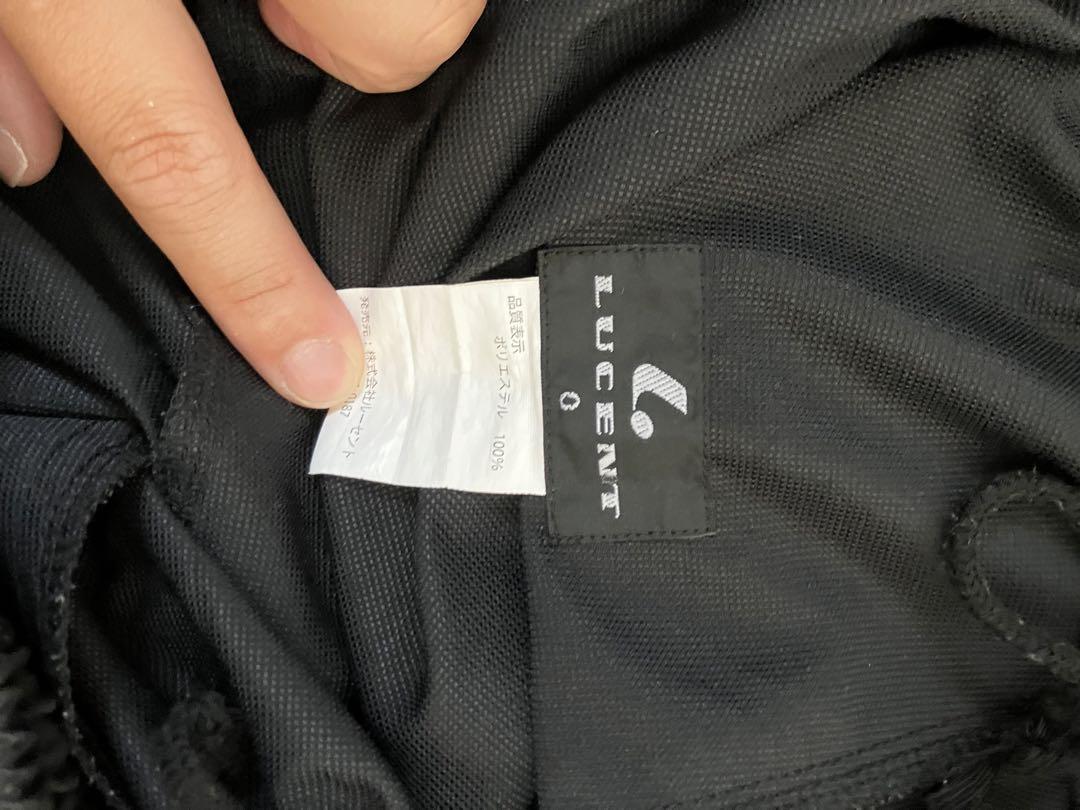 LUCENT
O
品質表示
ポリエステル 100%
発売元:株式会社ルーセント
0187